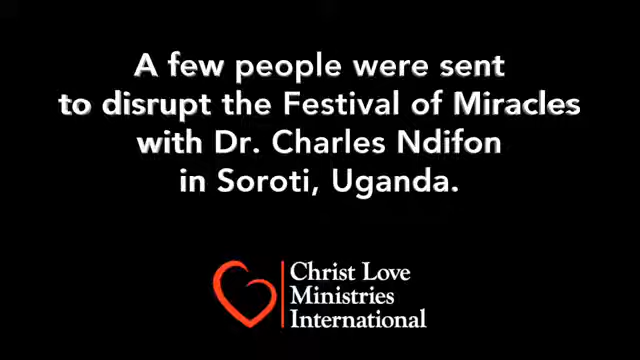 A few people were sent
to disrupt the Festival of Miracles
with Dr. Charles Ndifon
in Soroti, Uganda.
Christ Love
Ministries
International